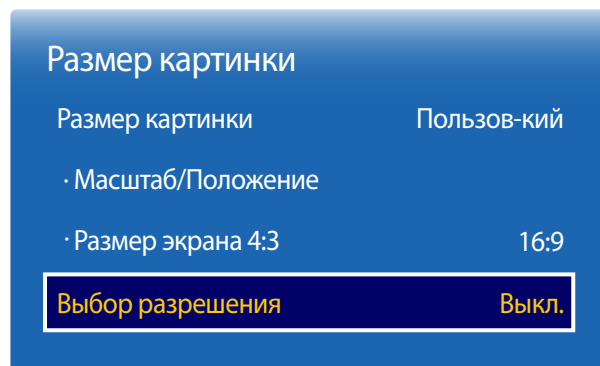 Размер картинки
Размер картинки Пользов-кий
· Масштаб/Положение
· Размер экрана 4:3 16:9
Выбор разрешения Выкл.